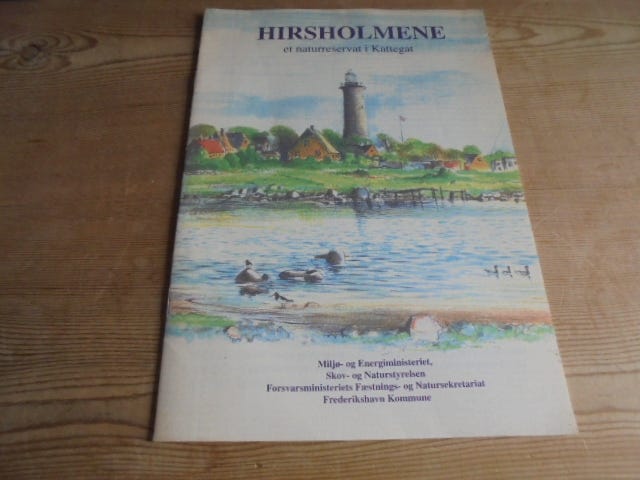 HIRSHOLMENE
et naturreservat i Kattegat
Miljø- og Energiministeriet,
Skov- og Naturstyrelsen
Forsvarsministeriets Fæstnings- og Natursekretariat
Frederikshavn Kommune